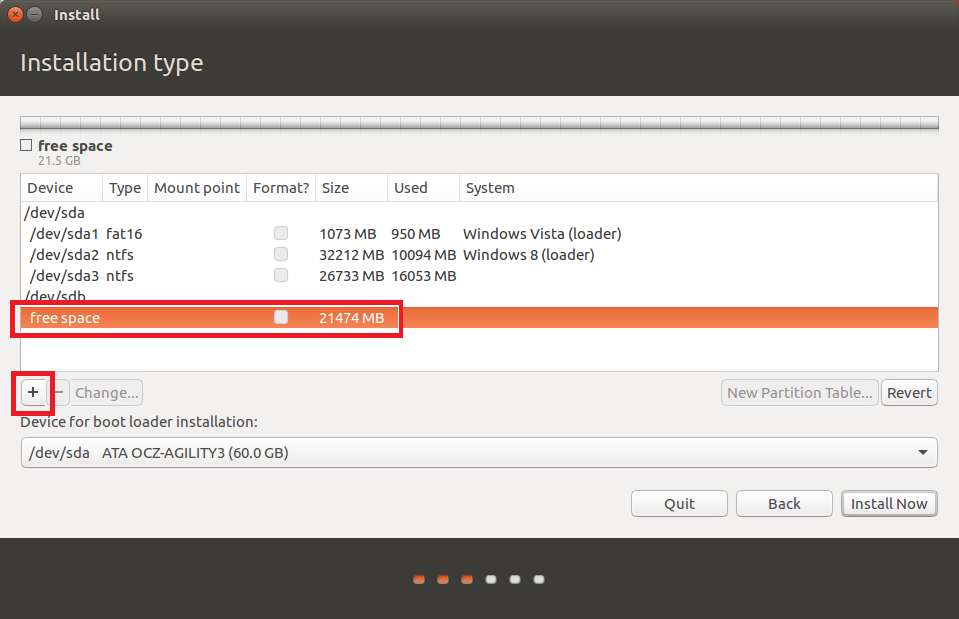 Install
Installation type
free space
21.5 GB
Device Type Mount point Format? Size Used System
/dev/sda
/dev/sda1 fat16 1073 MB 950 MB Windows Vista (loader)
/dev/sda2 ntfs 32212 MB 10094 MB Windows 8 (loader)
/dev/sda3 ntfs 26733 MB 16053 MB
/dev/sdb
free space 21474 MB
+ − Change... New Partition Table... Revert
Device for boot loader installation:
/dev/sda ATA OCZ-AGILITY3 (60.0 GB)
Quit Back Install Now